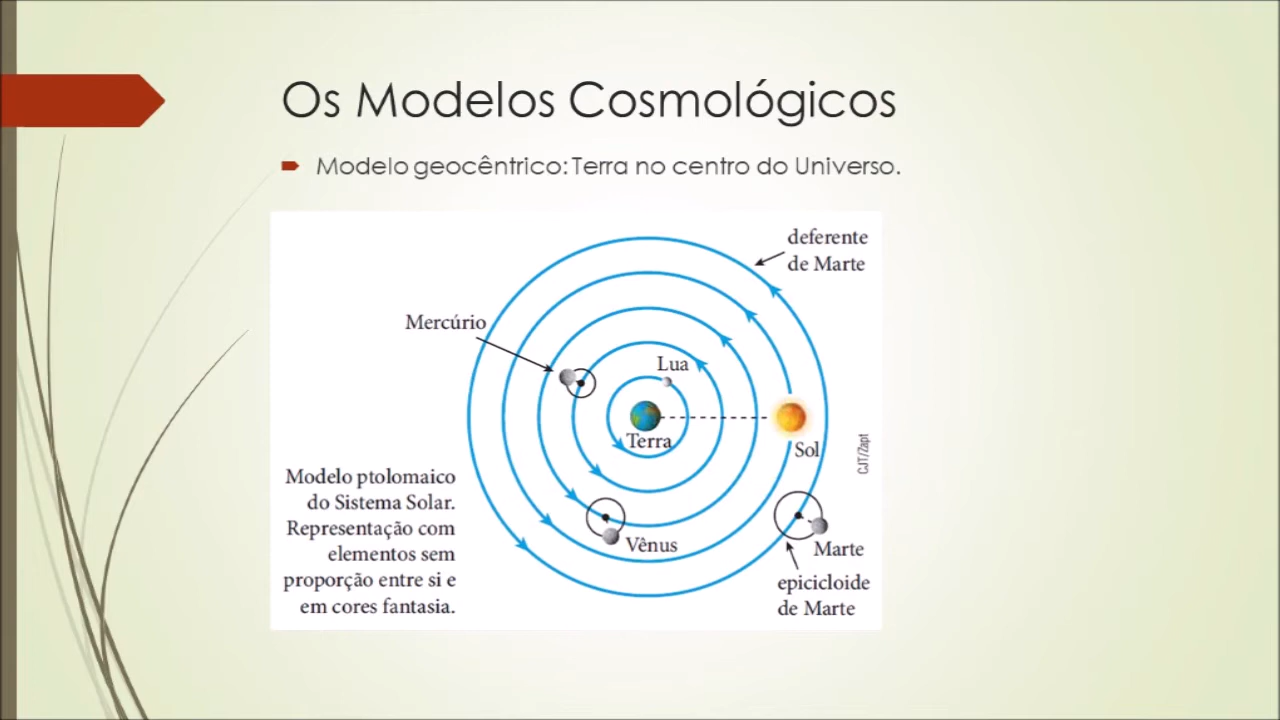 Os Modelos Cosmológicos
Modelo geocêntrico: Terra no centro do Universo.
deferente
de Marte
Mercúrio
Lua
Terra
Sol
CJT/Zapt
Modelo ptolomaico
do Sistema Solar.
Representação com
elementos sem
proporção entre si e
em cores fantasia.
Vênus
Marte
epicicloide
de Marte